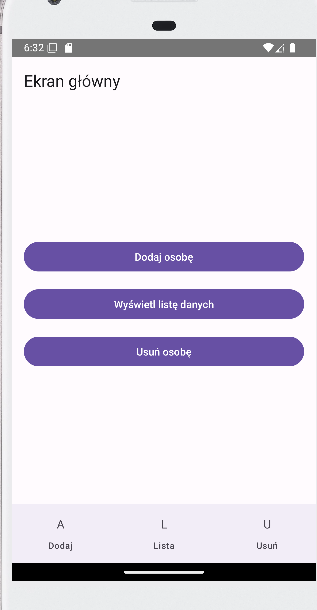 6:32
Ekran główny
Dodaj osobę
Wyświetl listę danych
Usuń osobę
A L U
Dodaj Lista Usuń